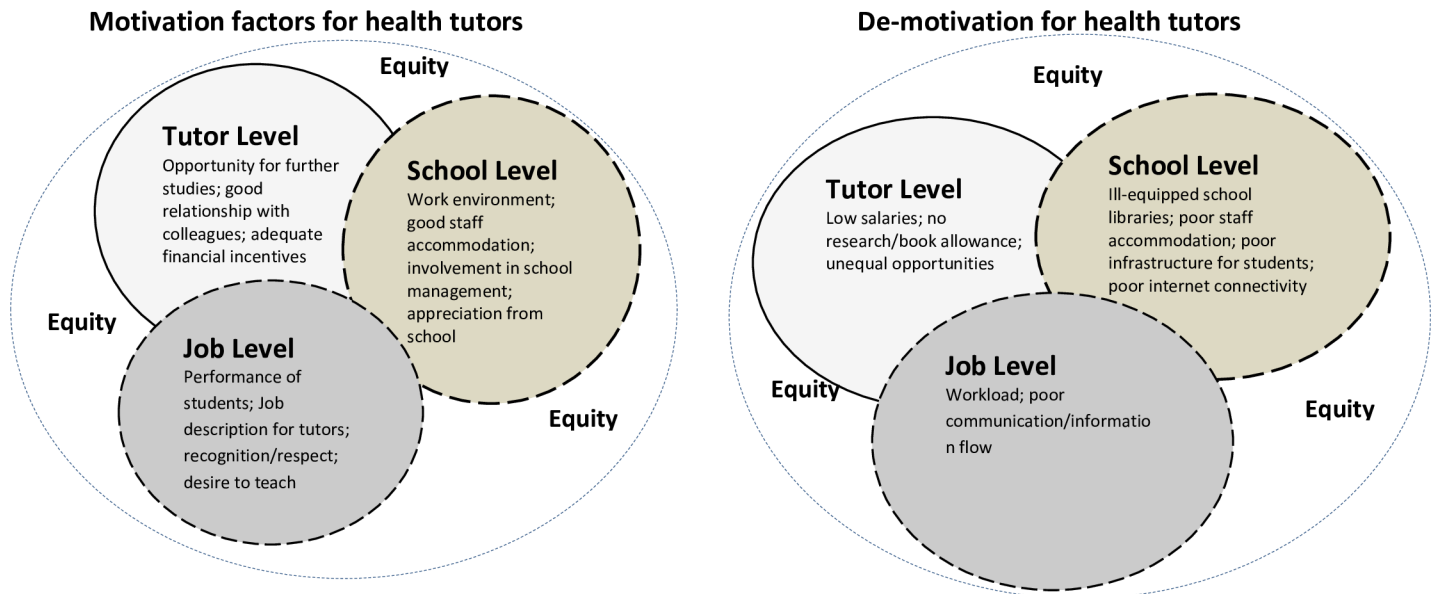 Motivation factors for health tutors
Equity
Tutor Level
Opportunity for further
studies; good
relationship with
colleagues; adequate
financial incentives
School Level
Work environment;
good staff
accommodation;
involvement in school
management;
appreciation from
school
Equity
Job Level
Performance of
students; Job
description for tutors;
recognition/respect;
desire to teach
Equity
De-motivation for health tutors
Equity
Tutor Level
Low salaries; no
research/book allowance;
unequal opportunities
School Level
Ill-equipped school
libraries; poor staff
accommodation; poor
infrastructure for students;
poor internet connectivity
Equity
Job Level
Workload; poor
communication/informatio
n flow
Equity